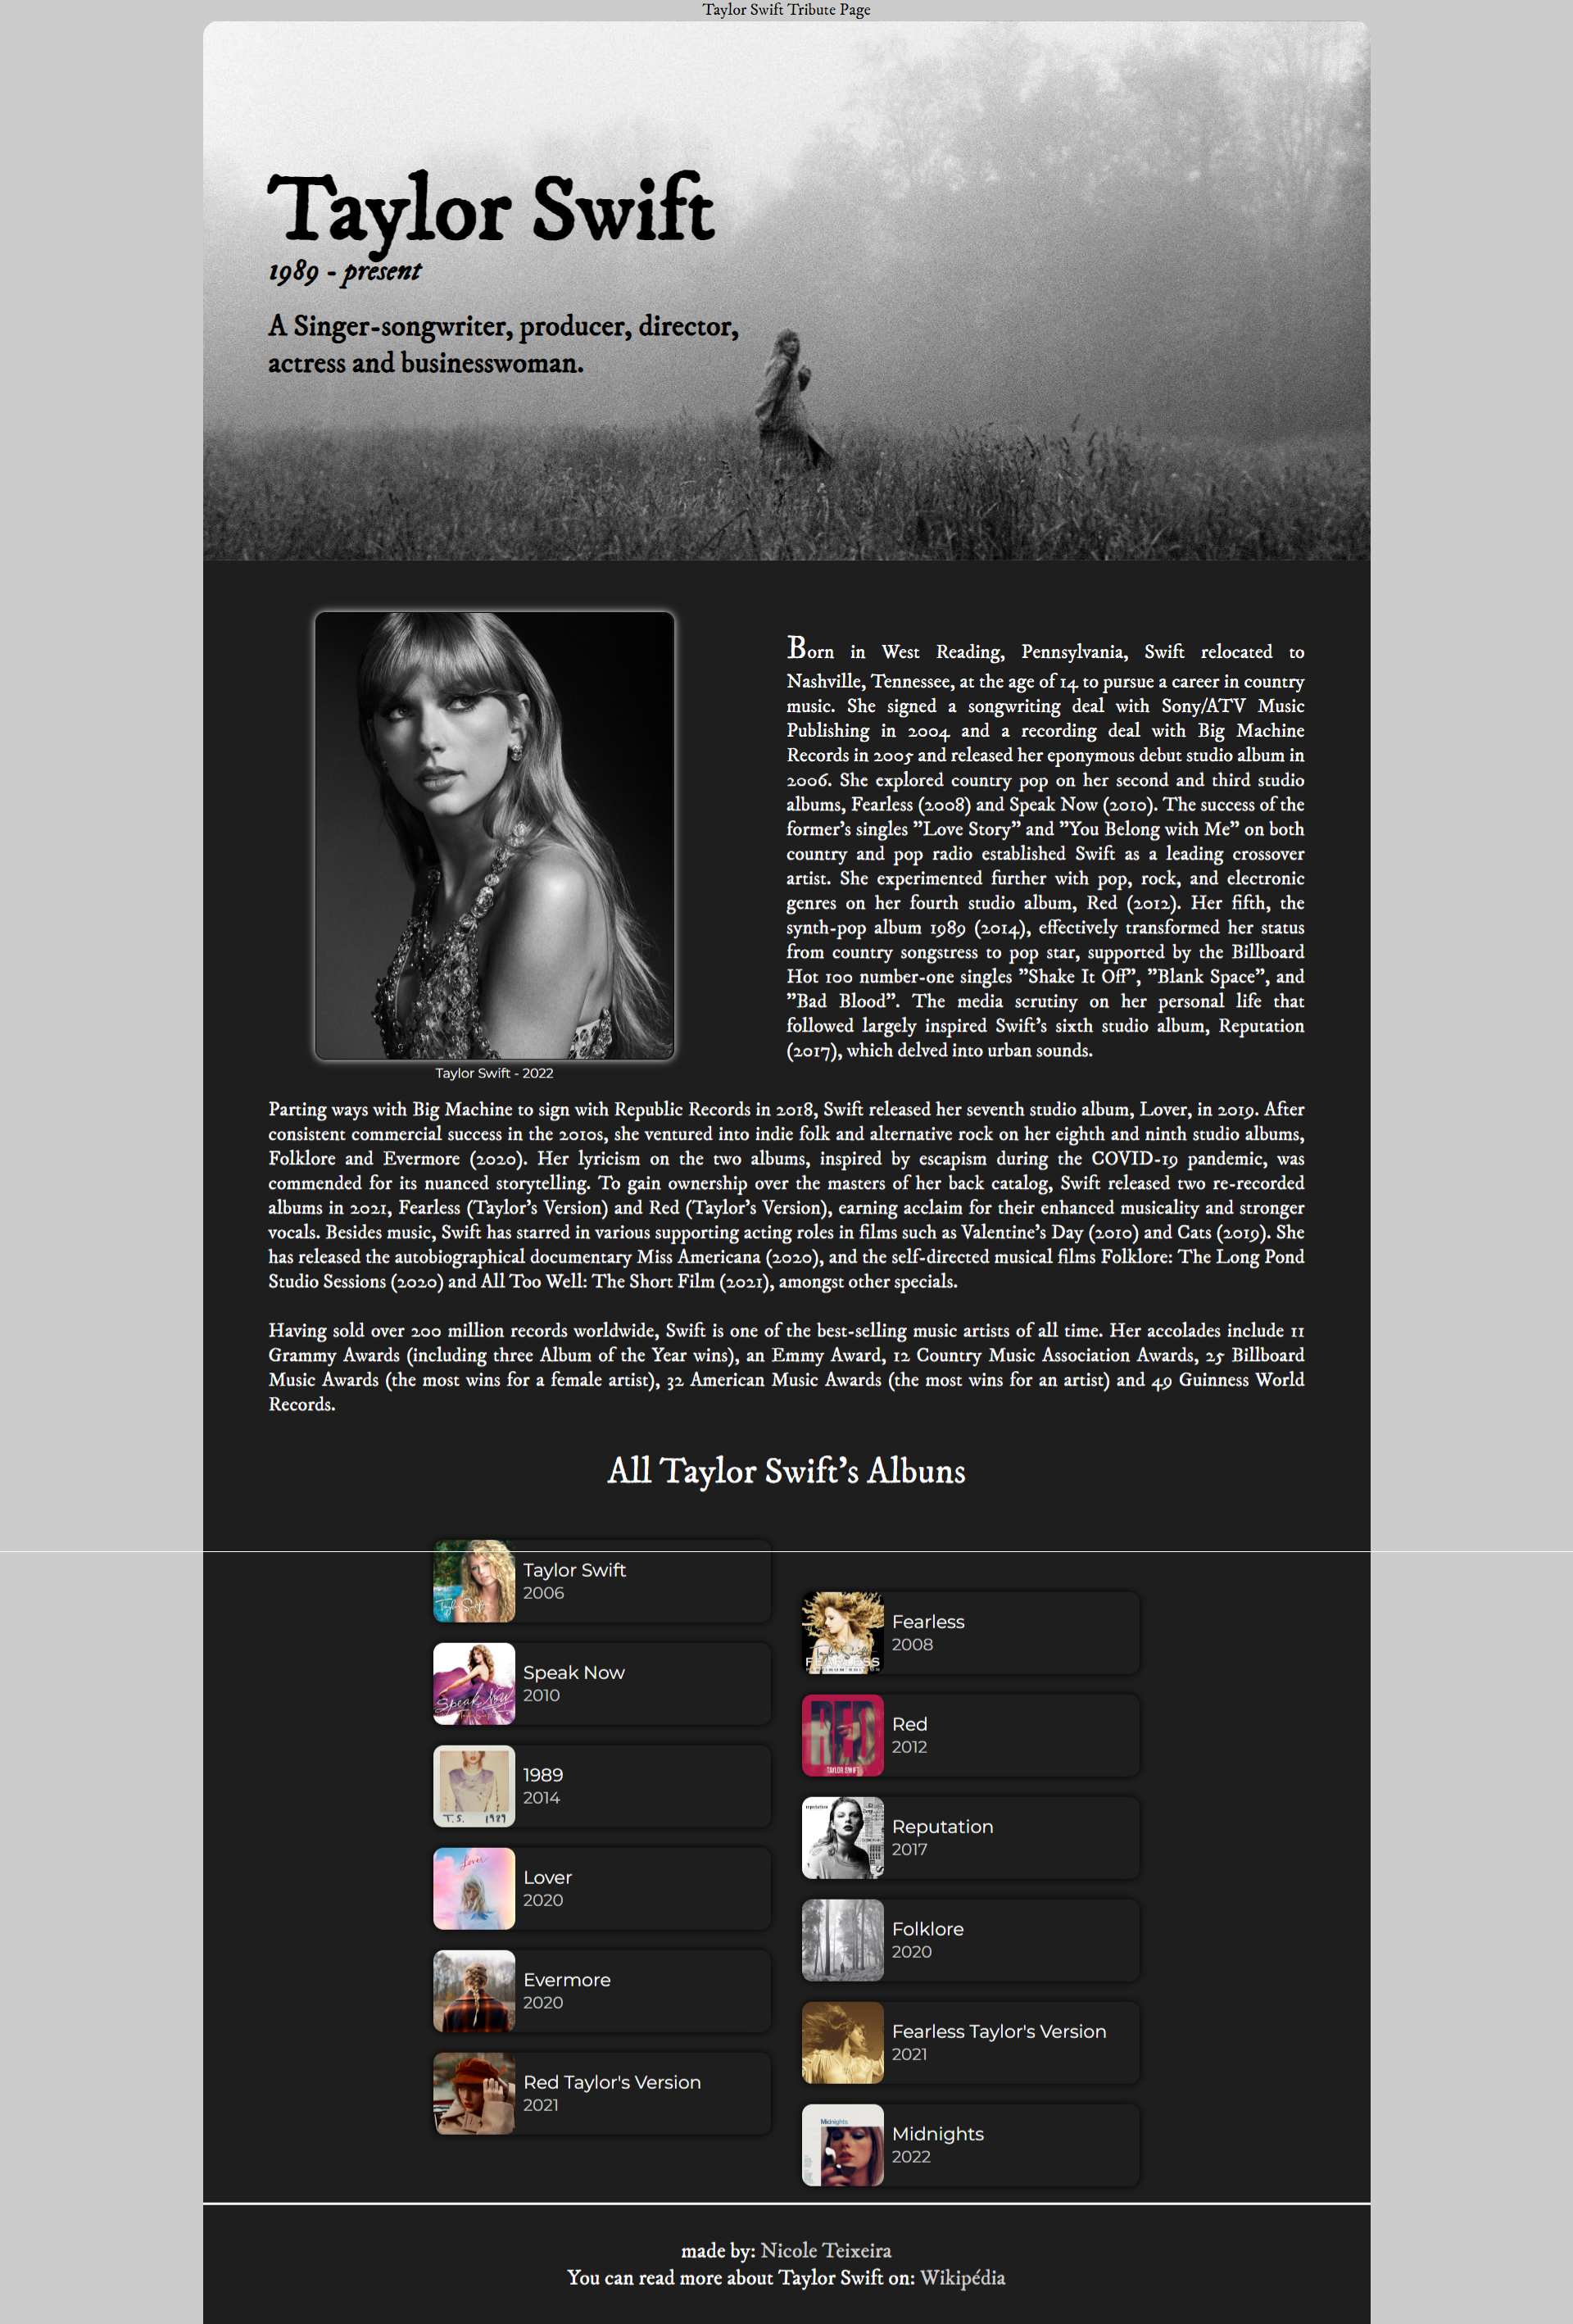 Taylor Swift Tribute Page
Taylor Swift
1989 - present
A Singer-songwriter, producer, director,
actress and businesswoman.
Born in West Reading, Pennsylvania, Swift relocated to
Nashville, Tennessee, at the age of 14 to pursue a career in country
music. She signed a songwriting deal with Sony/ATV Music
Publishing in 2004 and a recording deal with Big Machine
Records in 2005 and released her eponymous debut studio album in
2006. She explored country pop on her second and third studio
albums, Fearless (2008) and Speak Now (2010). The success of the
former's singles "Love Story" and "You Belong with Me" on both
country and pop radio established Swift as a leading crossover
artist. She experimented further with pop, rock, and electronic
genres on her fourth studio album, Red (2012). Her fifth, the
synth-pop album 1989 (2014), effectively transformed her status
from country songstress to pop star, supported by the Billboard
Hot 100 number-one singles "Shake It Off", "Blank Space", and
"Bad Blood". The media scrutiny on her personal life that
followed largely inspired Swift's sixth studio album, Reputation
(2017), which delved into urban sounds.
Taylor Swift - 2022
Parting ways with Big Machine to sign with Republic Records in 2018, Swift released her seventh studio album, Lover, in 2019. After
consistent commercial success in the 2010s, she ventured into indie folk and alternative rock on her eighth and ninth studio albums,
Folklore and Evermore (2020). Her lyricism on the two albums, inspired by escapism during the COVID-19 pandemic, was
commended for its nuanced storytelling. To gain ownership over the masters of her back catalog, Swift released two re-recorded
albums in 2021, Fearless (Taylor's Version) and Red (Taylor's Version), earning acclaim for their enhanced musicality and stronger
vocals. Besides music, Swift has starred in various supporting acting roles in films such as Valentine's Day (2010) and Cats (2019). She
has released the autobiographical documentary Miss Americana (2020), and the self-directed musical films Folklore: The Long Pond
Studio Sessions (2020) and All Too Well: The Short Film (2021), amongst other specials.
Having sold over 200 million records worldwide, Swift is one of the best-selling music artists of all time. Her accolades include 11
Grammy Awards (including three Album of the Year wins), an Emmy Award, 12 Country Music Association Awards, 25 Billboard
Music Awards (the most wins for a female artist), 32 American Music Awards (the most wins for an artist) and 49 Guinness World
Records.
All Taylor Swift's Albuns
Taylor Swift
Taylor Swift
2006
FEARLESS
Fearless
2008
Speak Now
Speak Now
2010
RED
TAYLOR SWIFT
Red
2012
T.S. 1989
1989
2014
reputation
Reputation
2017
Lover
Lover
2020
Folklore
2020
Evermore
2020
Fearless Taylor's Version
2021
Red Taylor's Version
2021
Midnights
Midnights
2022
made by: Nicole Teixeira
You can read more about Taylor Swift on: Wikipédia